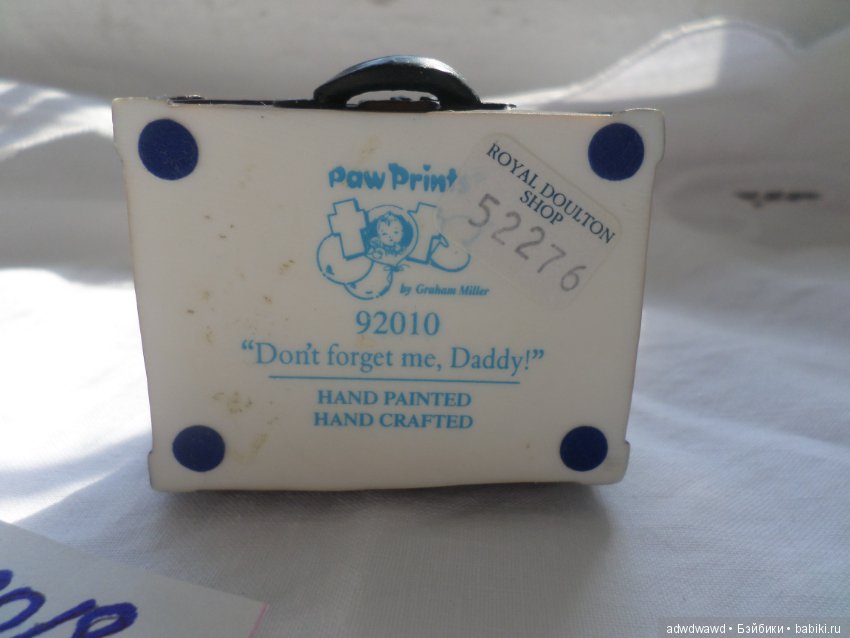 Paw Prints
ROYAL DOULTON
SHOP
52276
by Graham Miller
92010
“Don't forget me, Daddy!”
HAND PAINTED
HAND CRAFTED
adwdwawd • Бэйбики • babiki.ru